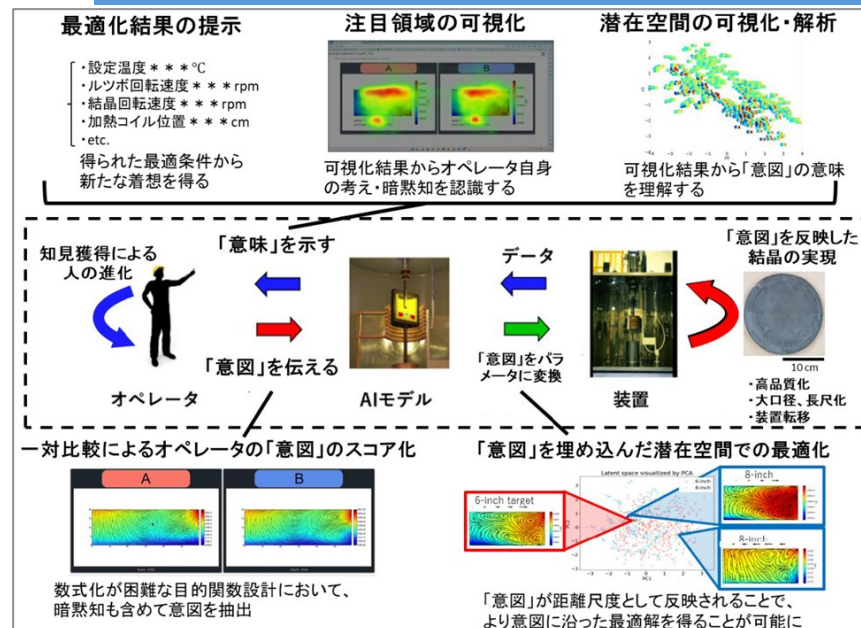 最適化結果の提示
・設定温度＊＊＊℃
・ルツボ回転速度＊＊＊rpm
・結晶回転速度＊＊＊rpm
・加熱コイル位置＊＊＊cm
・etc.
得られた最適条件から
新たな着想を得る
注目領域の可視化
A
B
可視化結果からオペレータ自身
の考え・暗黙知を認識する
潜在空間の可視化・解析
可視化結果から「意図」の意味
を理解する
知見獲得による
人の進化
オペレータ
「意味」を示す
「意図」を伝える
AIモデル
データ
「意図」をパラ
メータに変換
装置
「意図」を反映した
結晶の実現
10 cm
・高品質化
・大口径、長尺化
・装置転移
一対比較によるオペレータの「意図」のスコア化
A
B
数式化が困難な目的関数設計において、
暗黙知も含めて意図を抽出
「意図」を埋め込んだ潜在空間での最適化
Latent space visualized by PCA
6-inch
8-inch
6-inch target
8-inch
8-inch
PC2
PC1
「意図」が距離尺度として反映されることで、
より意図に沿った最適解を得ることが可能に